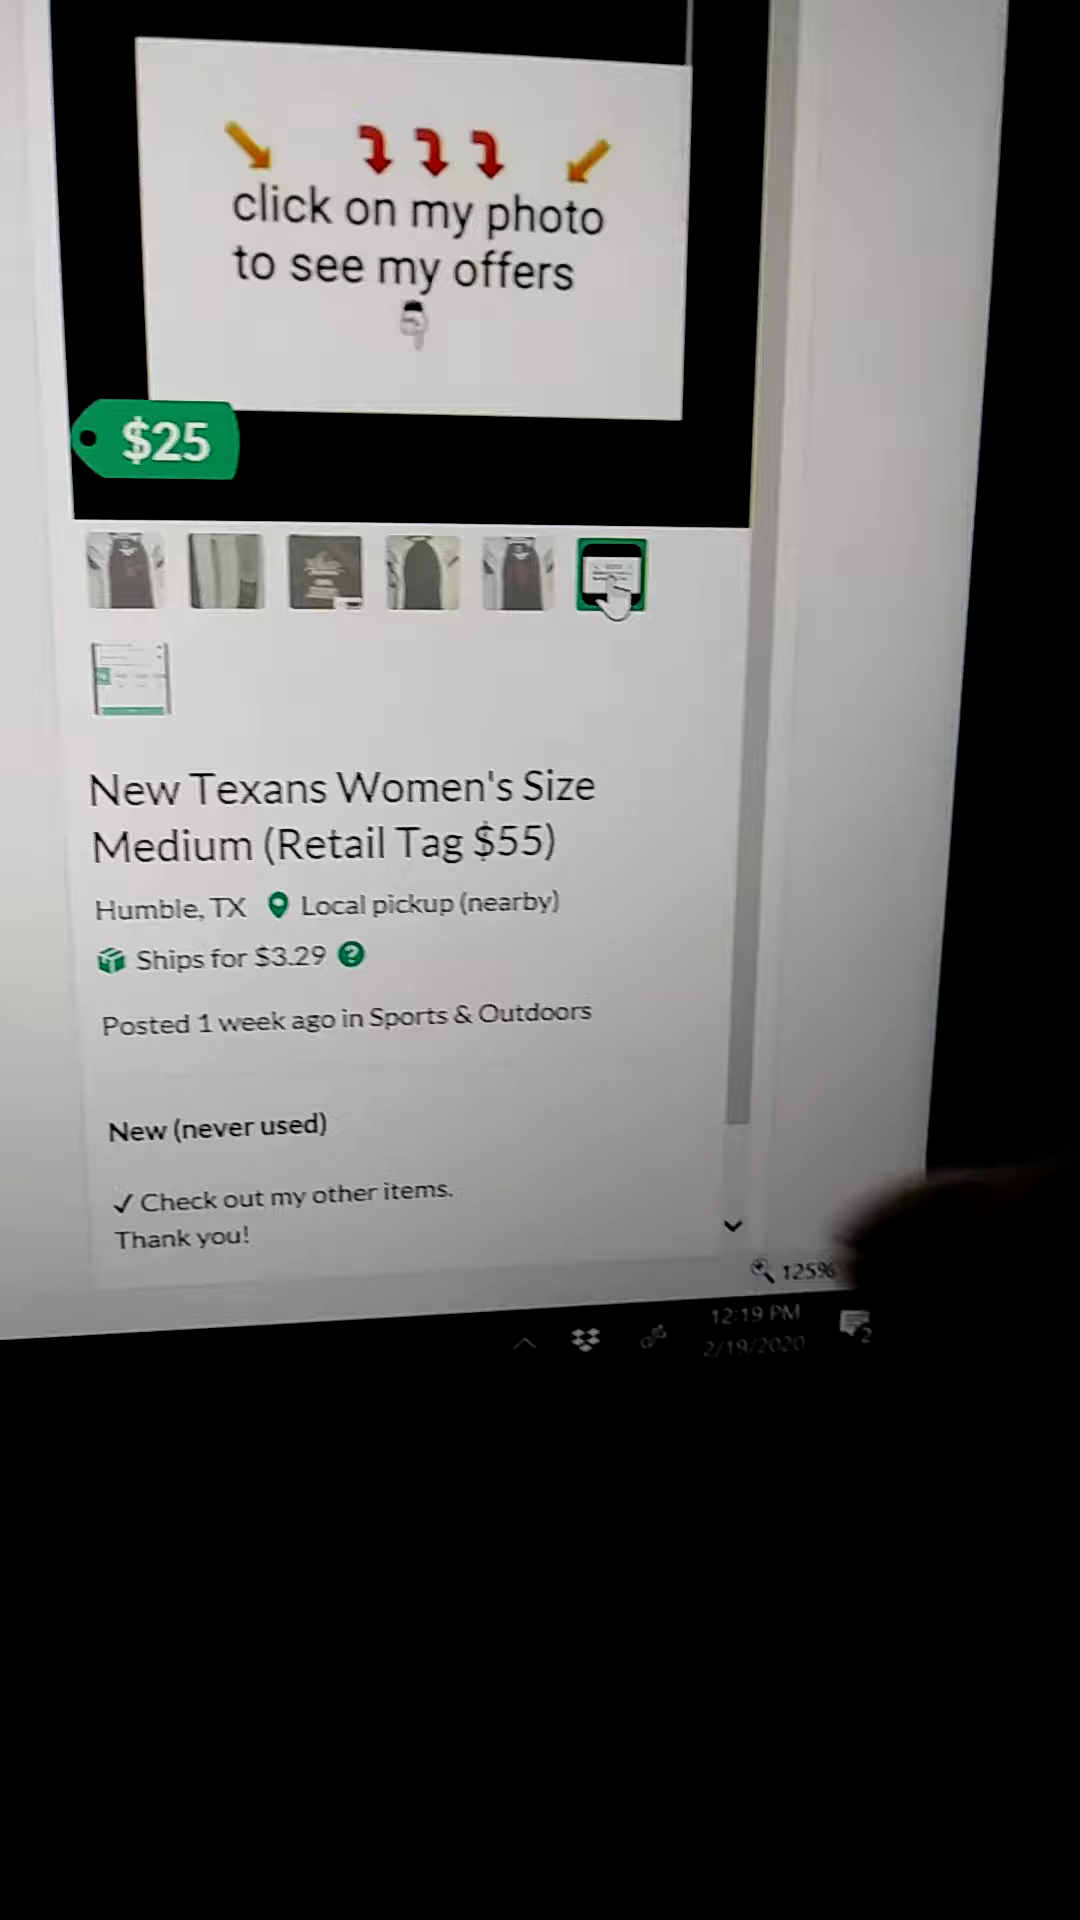 click on my photo
to see my offers
$25
New Texans Women's Size
Medium (Retail Tag $55)
Humble, TX Local pickup (nearby)
Ships for $3.29 ?
Posted 1 week ago in Sports & Outdoors
New (never used)
✓ Check out my other items.
Thank you!
125%
12:19 PM
2/19/2020
2